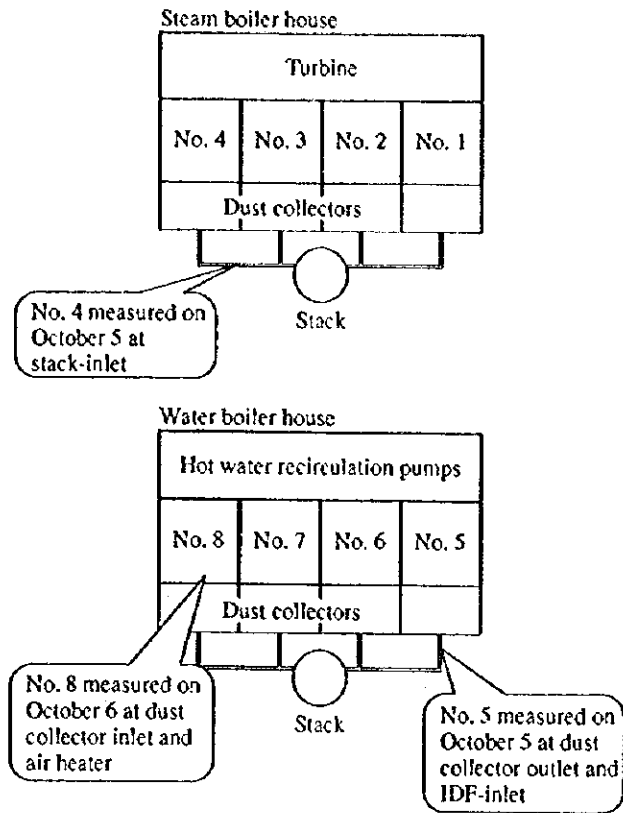 Steam boiler house
Turbine
No. 4 No. 3 No. 2 No. 1
Dust collectors
No. 4 measured on
October 5 at
stack-inlet
Stack
Water boiler house
Hot water recirculation pumps
No. 8 No. 7 No. 6 No. 5
Dust collectors
No. 8 measured on
October 6 at dust
collector inlet and
air heater
Stack
No. 5 measured on
October 5 at dust
collector outlet and
IDF-inlet